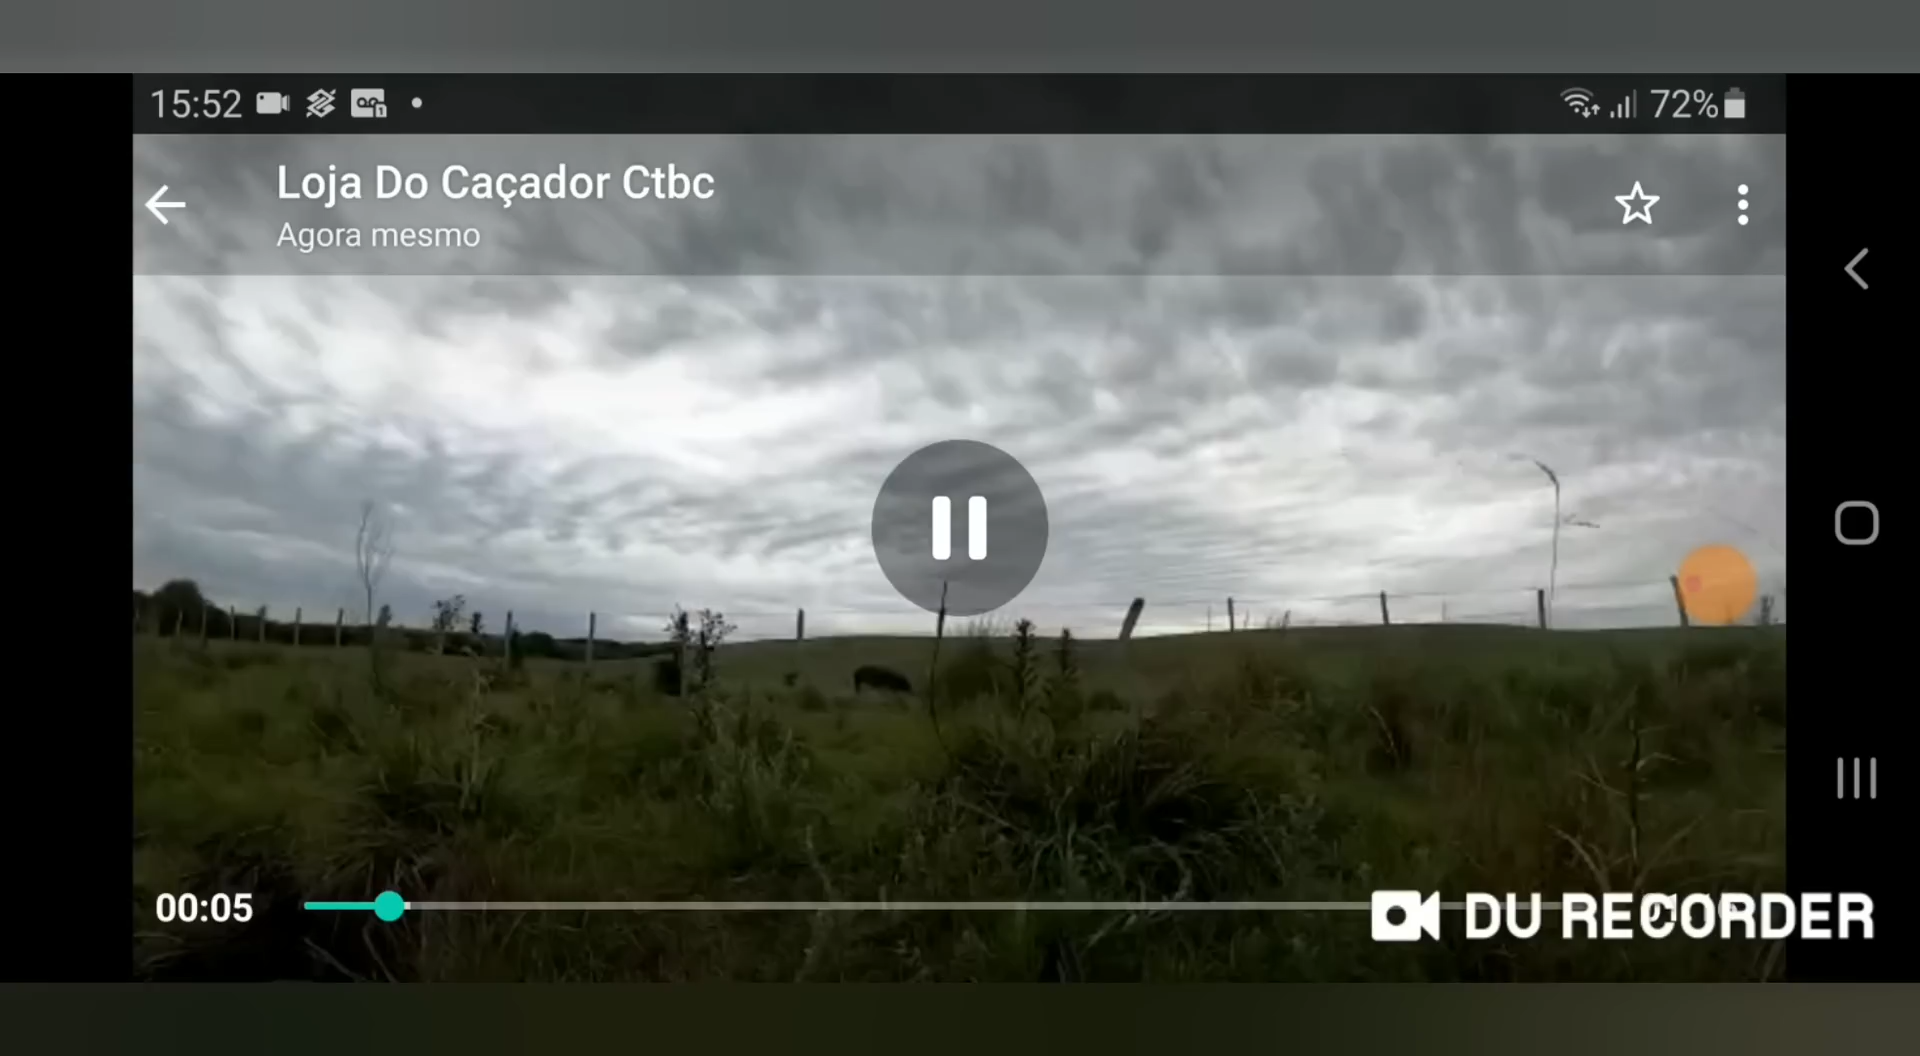 15:52
72%
Loja Do Caçador Ctbc
Agora mesmo
00:05
DU RECORDER